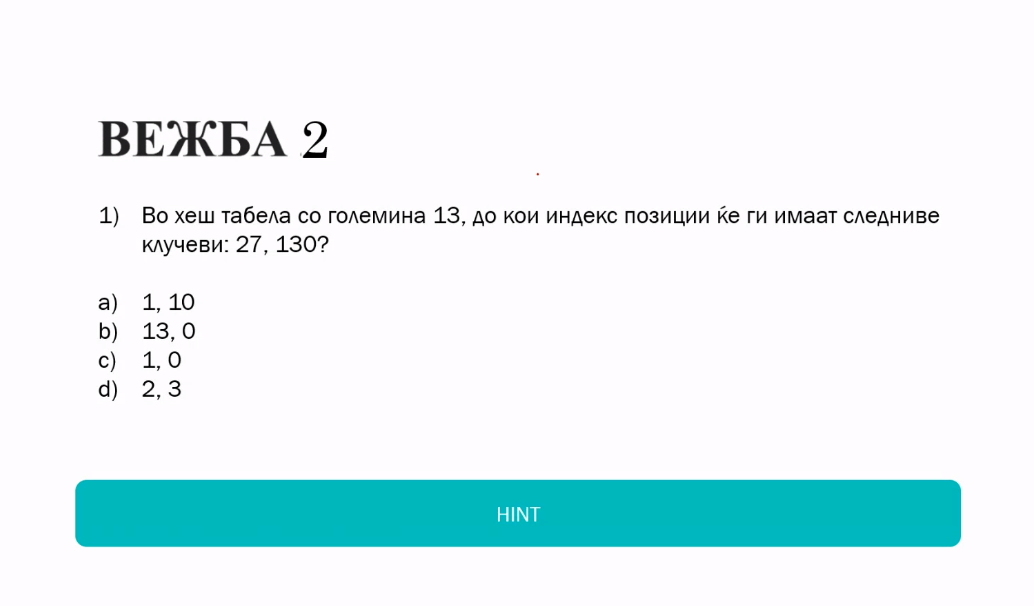 ВЕЖБА 2
1) Во хеш табела со големина 13, до кои индекс позиции ќе ги имаат следниве
клучеви: 27, 130?
a) 1, 10
b) 13, 0
c) 1, 0
d) 2, 3
HINT